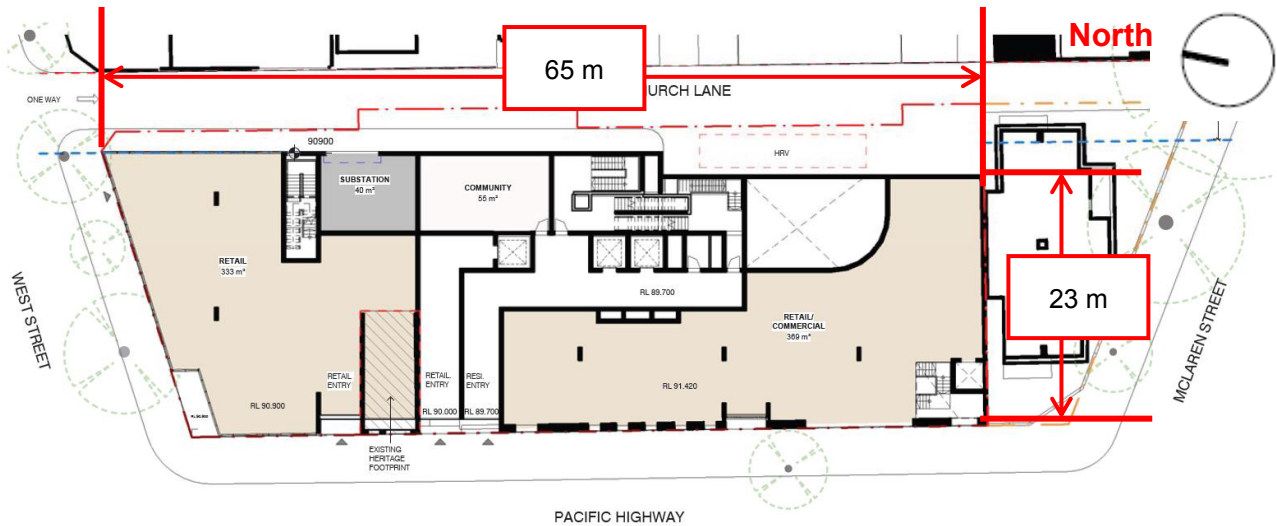 North
65 m
URCH LANE
ONE WAY
90900
HRV
SUBSTATION
40 m²
COMMUNITY
55 m²
RETAIL
333 m²
RL 89.700
23 m
RETAIL/
COMMERCIAL
369 m²
WEST STREET
MCLAREN STREET
RETAIL
ENTRY
RETAIL
ENTRY
RESI.
ENTRY
RL 91.420
RL 90.900
RL 90.000
RL 89.700
EXISTING
HERITAGE
FOOTPRINT
PACIFIC HIGHWAY